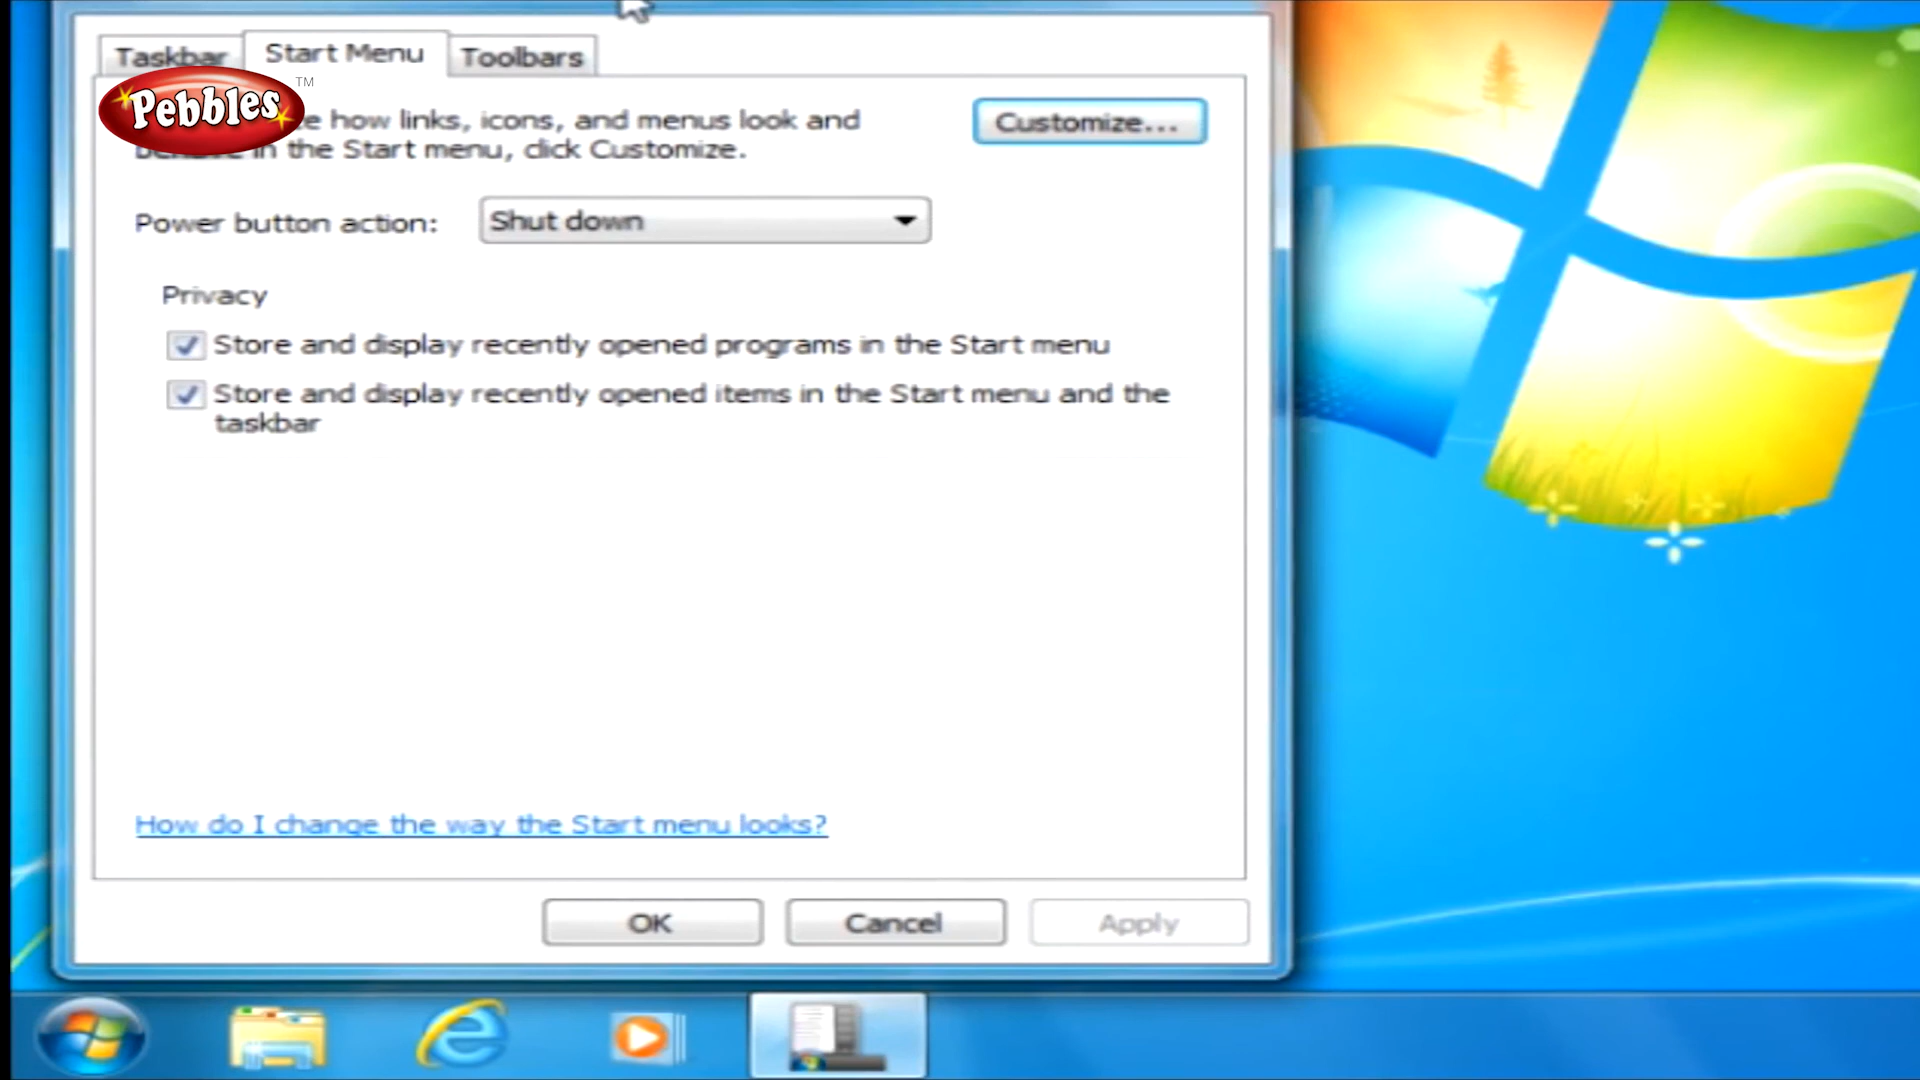 Taskbar
Start Menu
Toolbars
Pebbles
TM
how links, icons, and menus look and
in the Start menu, click Customize.
Customize...
Power button action:
Shut down
Privacy
Store and display recently opened programs in the Start menu
Store and display recently opened items in the Start menu and the
taskbar
How do I change the way the Start menu looks?
OK
Cancel
Apply